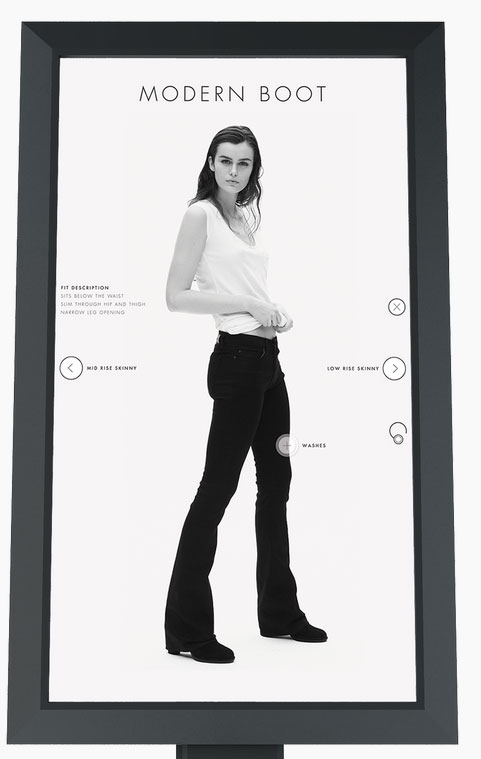 MODERN BOOT
FIT DESCRIPTION
SITS BELOW THE WAIST
SLIM THROUGH HIP AND THIGH
NARROW LEG OPENING
MID RISE SKINNY
LOW RISE SKINNY
WASHES